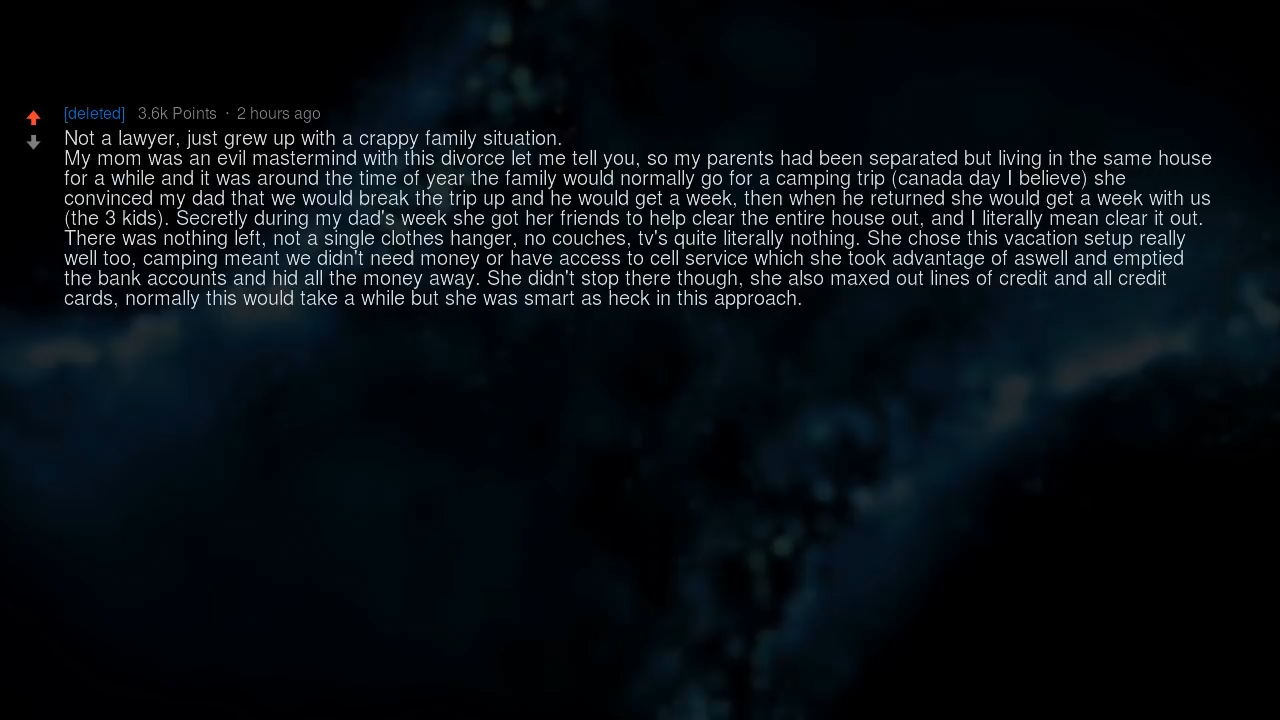 [deleted] 3.6k Points · 2 hours ago
Not a lawyer, just grew up with a crappy family situation.
My mom was an evil mastermind with this divorce let me tell you, so my parents had been separated but living in the same house
for a while and it was around the time of year the family would normally go for a camping trip (canada day I believe) she
convinced my dad that we would break the trip up and he would get a week, then when he returned she would get a week with us
(the 3 kids). Secretly during my dad's week she got her friends to help clear the entire house out, and I literally mean clear it out.
There was nothing left, not a single clothes hanger, no couches, tv's quite literally nothing. She chose this vacation setup really
well too, camping meant we didn't need money or have access to cell service which she took advantage of aswell and emptied
the bank accounts and hid all the money away. She didn't stop there though, she also maxed out lines of credit and all credit
cards, normally this would take a while but she was smart as heck in this approach.